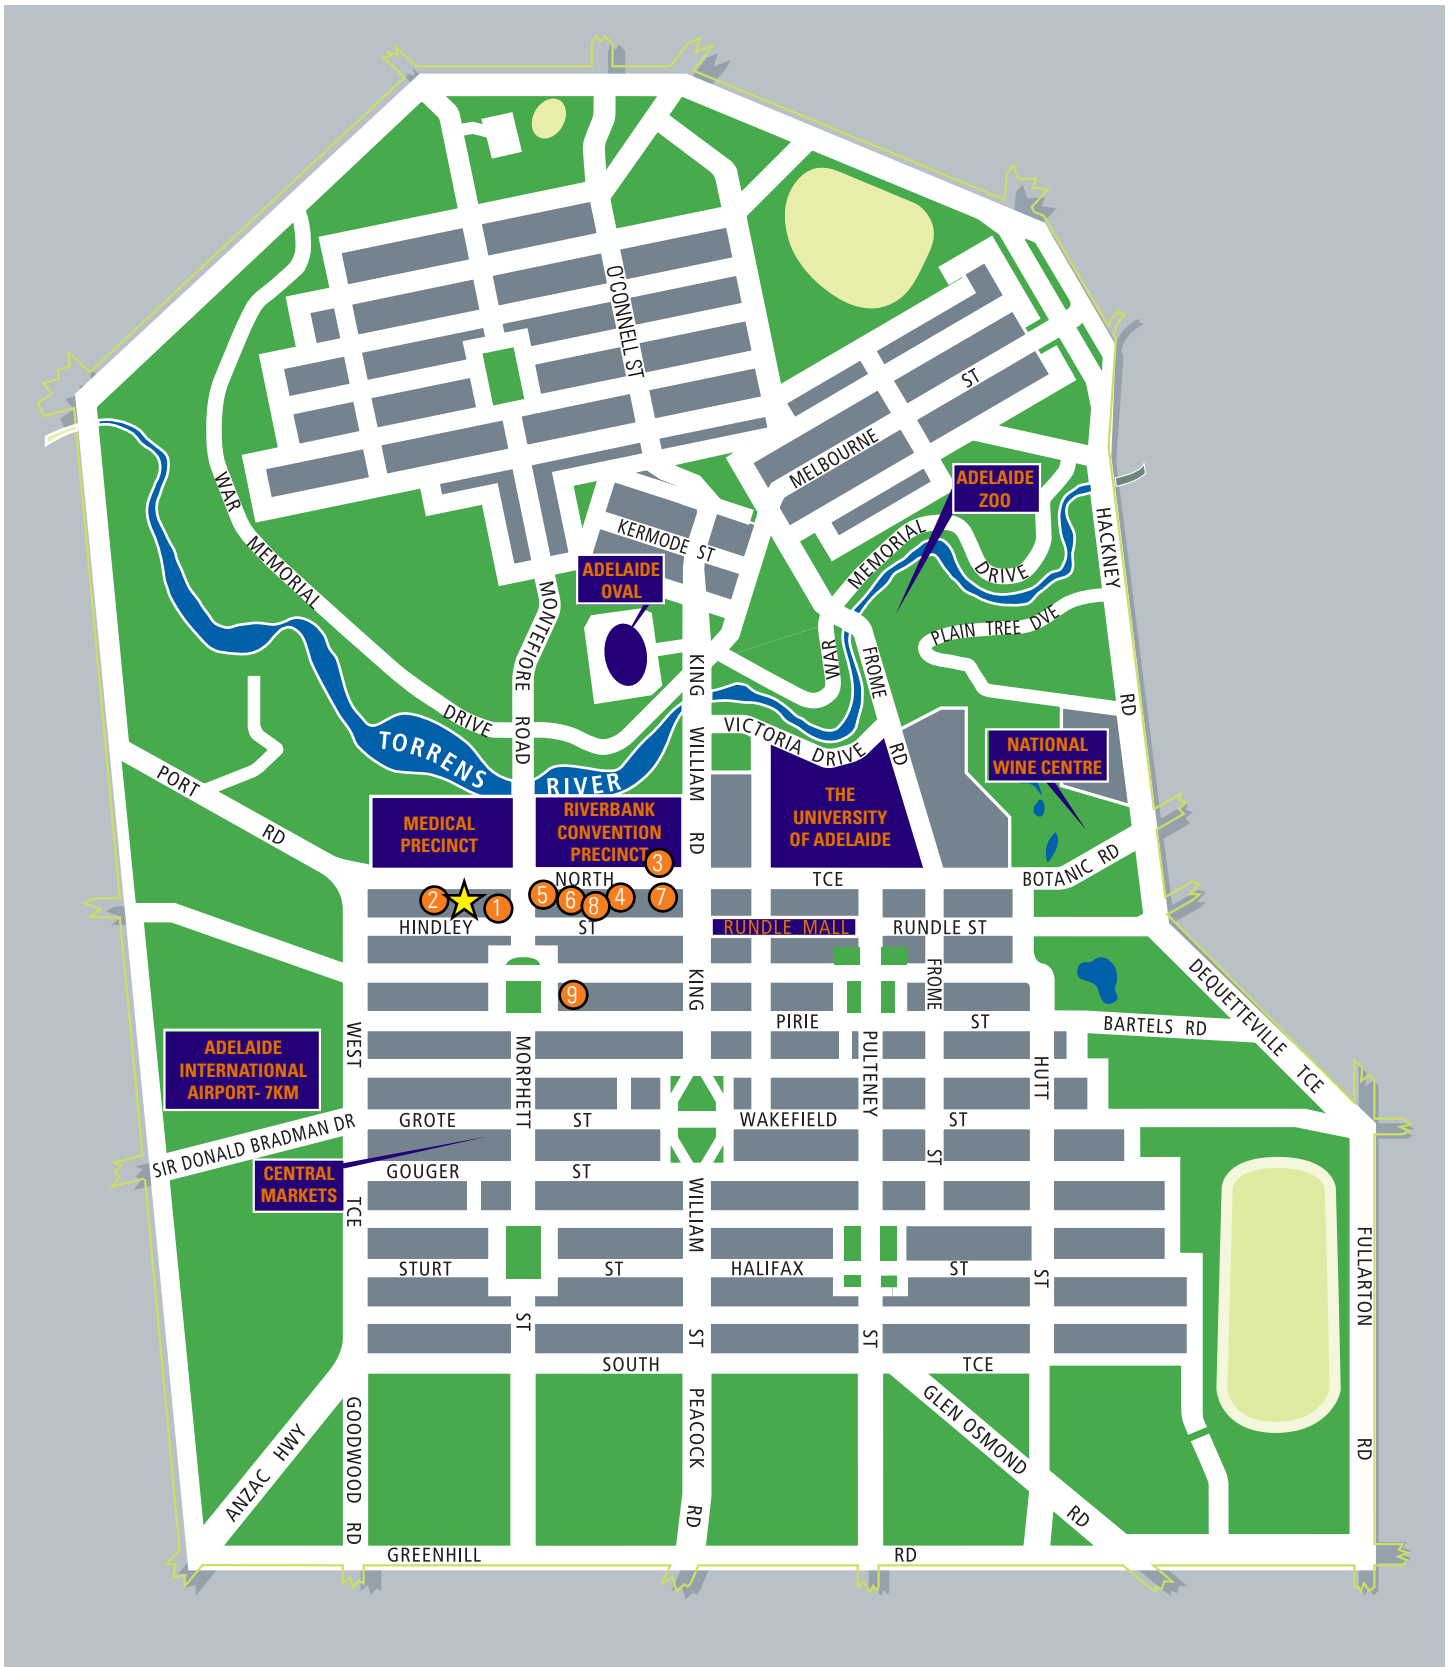 O'CONNELL ST
ST
MELBOURNE
ADELAIDE
ZOO
WAR
MEMORIAL
DRIVE
KERMODE ST
MEMORIAL
DRIVE
HACKNEY
RD
ADELAIDE
OVAL
MONTEFIORE
ROAD
PLAIN TREE DVE
WAR
FROME
RD
KING
WILLIAM
RD
VICTORIA DRIVE
TORRENS
RIVER
NATIONAL
WINE CENTRE
PORT
RD
MEDICAL
PRECINCT
RIVERBANK
CONVENTION
PRECINCT
THE
UNIVERSITY
OF ADELAIDE
3
NORTH
TCE
BOTANIC RD
2
1
5
6
8
4
7
HINDLEY
ST
RUNDLE MALL
RUNDLE ST
9
KING
FROME
DEQUETTEVILLE
TCE
WEST
PIRIE
ST
BARTELS RD
ADELAIDE
INTERNATIONAL
AIRPORT- 7KM
MORPHETT
PULTENEY
HUTT
GROTE
ST
WAKEFIELD
ST
SIR DONALD BRADMAN DR
ST
CENTRAL
MARKETS
GOUGER
ST
TCE
WILLIAM
STURT
ST
HALIFAX
ST
ST
FULLARTON
RD
ST
ST
ST
SOUTH
TCE
ANZAC HWY
GOODWOOD
RD
PEACOCK
RD
GLEN OSMOND
RD
GREENHILL
RD